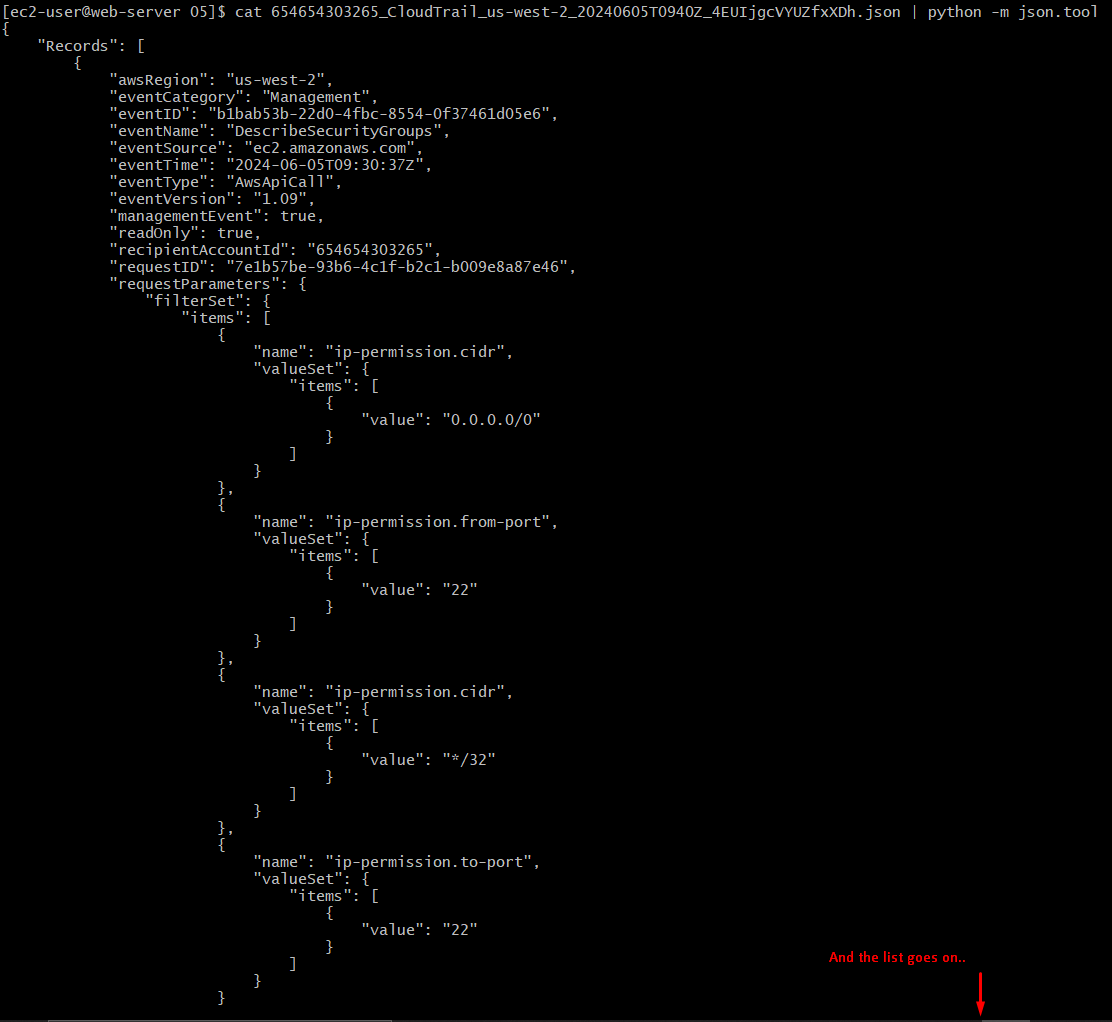 [ec2-user@web-server 05]$ cat 654654303265_CloudTrail_us-west-2_20240605T0940Z_4EUIjgcVYUZfxXDh.json | python -m json.tool
{
    "Records": [
        {
            "awsRegion": "us-west-2",
            "eventCategory": "Management",
            "eventID": "b1bab53b-22d0-4fbc-8554-0f37461d05e6",
            "eventName": "DescribeSecurityGroups",
            "eventSource": "ec2.amazonaws.com",
            "eventTime": "2024-06-05T09:30:37Z",
            "eventType": "AwsApiCall",
            "eventVersion": "1.09",
            "managementEvent": true,
            "readOnly": true,
            "recipientAccountId": "654654303265",
            "requestID": "7e1b57be-93b6-4c1f-b2c1-b009e8a87e46",
            "requestParameters": {
                "filterSet": {
                    "items": [
                        {
                            "name": "ip-permission.cidr",
                            "valueSet": {
                                "items": [
                                    {
                                        "value": "0.0.0.0/0"
                                    }
                                ]
                            }
                        },
                        {
                            "name": "ip-permission.from-port",
                            "valueSet": {
                                "items": [
                                    {
                                        "value": "22"
                                    }
                                ]
                            }
                        },
                        {
                            "name": "ip-permission.cidr",
                            "valueSet": {
                                "items": [
                                    {
                                        "value": "*/32"
                                    }
                                ]
                            }
                        },
                        {
                            "name": "ip-permission.to-port",
                            "valueSet": {
                                "items": [
                                    {
                                        "value": "22"
                                    }
And the list goes on..
                                ]
                            }
                        }